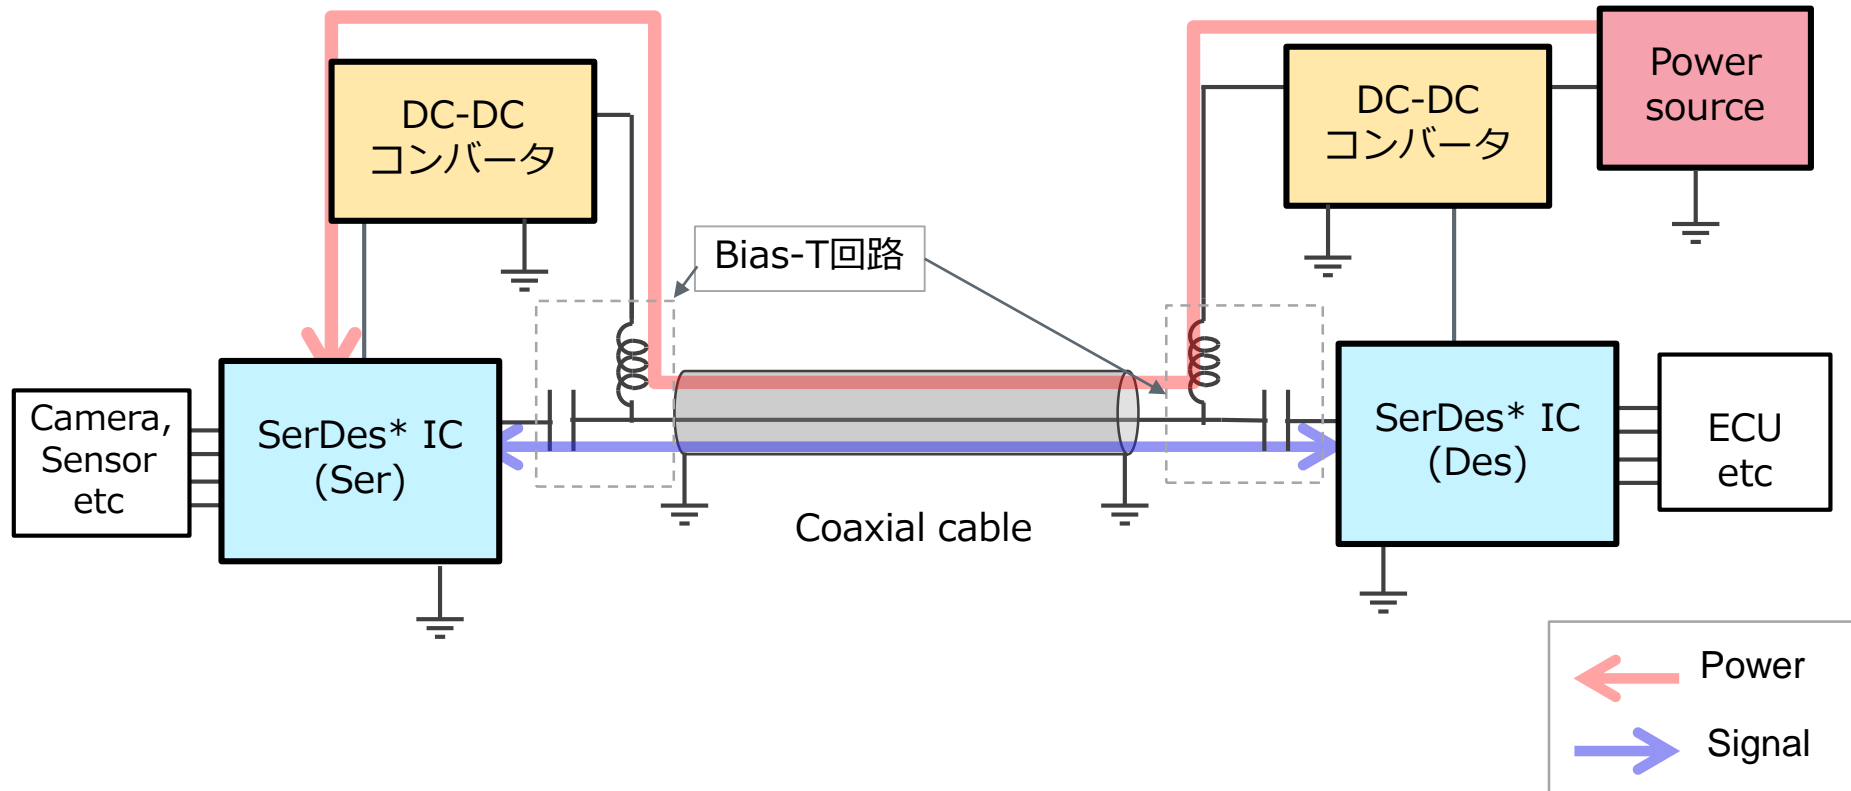 DC-DC
コンバータ
DC-DC
コンバータ
Power
source
Bias-T回路
Camera,
Sensor
etc
SerDes* IC
(Ser)
Coaxial cable
SerDes* IC
(Des)
ECU
etc
Power
Signal